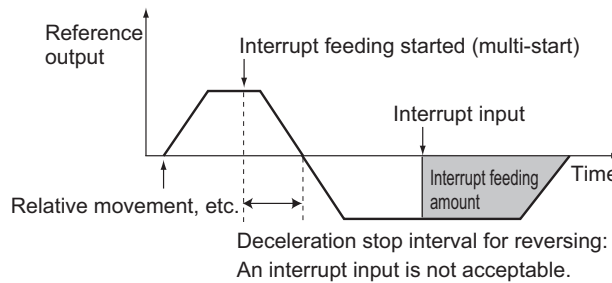 Reference
output
Interrupt feeding started (multi-start)
Interrupt input
Interrupt feeding
amount
Time
Relative movement, etc.
Deceleration stop interval for reversing:
An interrupt input is not acceptable.